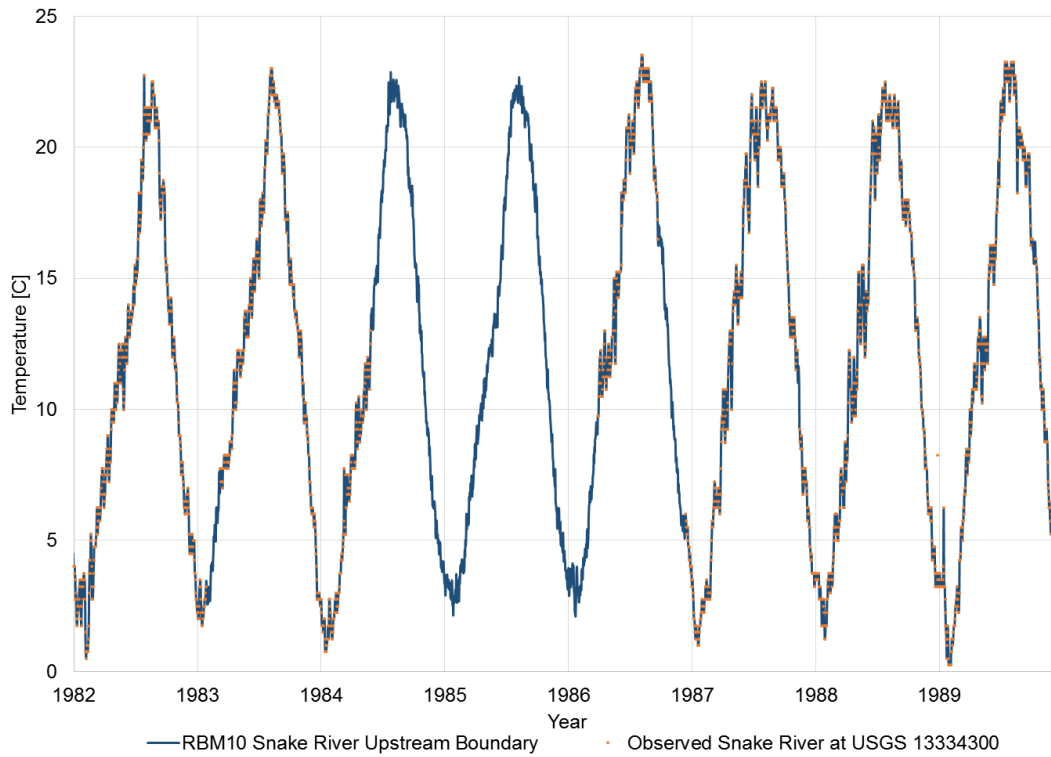 25
20
15
10
5
0
Temperature [C]
1982 1983 1984 1985 1986 1987 1988 1989
Year
RBM10 Snake River Upstream Boundary Observed Snake River at USGS 13334300